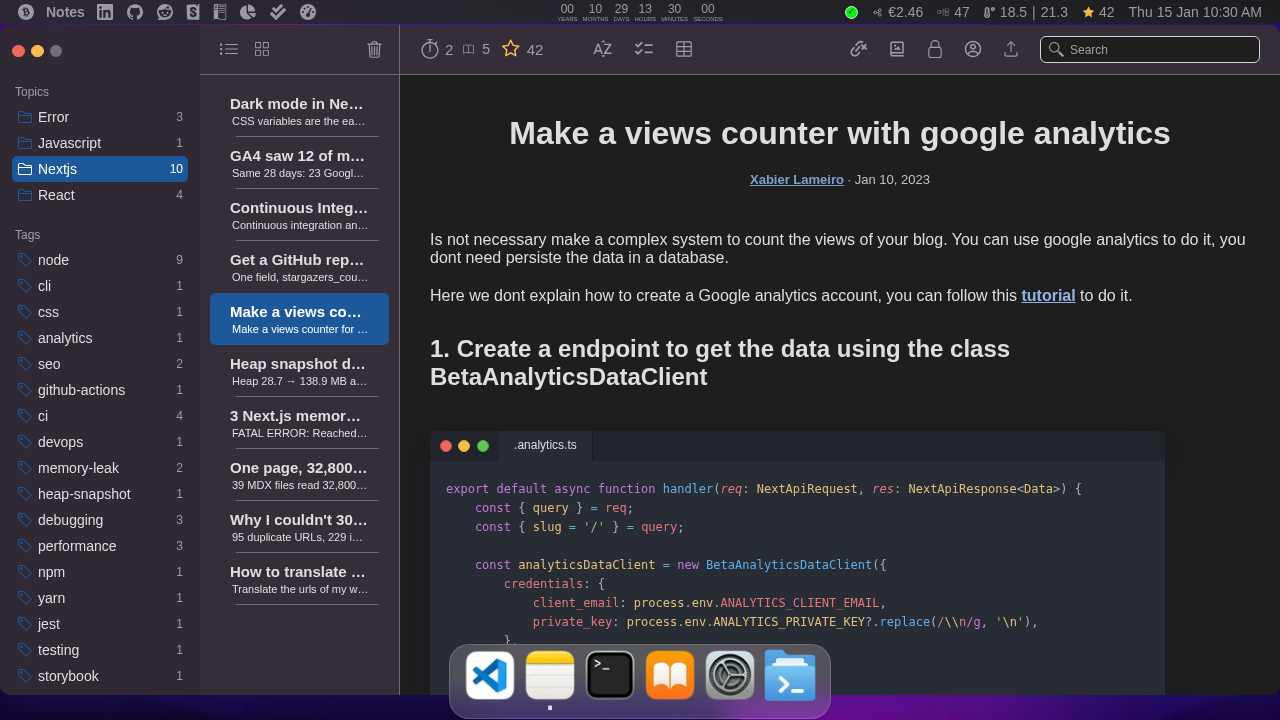 Notes
00 10 29 13 30 00
YEARS MONTHS DAYS HOURS MINUTES SECONDS
€2.46 47 18.5 | 21.3 42 Thu 15 Jan 10:30 AM
2 5 42
Search
Topics
Error 3
Javascript 1
Nextjs 10
React 4
Tags
node 9
cli 1
css 1
analytics 1
seo 2
github-actions 1
ci 4
devops 1
memory-leak 2
heap-snapshot 1
debugging 3
performance 3
npm 1
yarn 1
jest 1
testing 1
storybook 1
Dark mode in Ne…
CSS variables are the ea…
GA4 saw 12 of m…
Same 28 days: 23 Googl…
Continuous Integ…
Continuous integration an…
Get a GitHub rep…
One field, stargazers_cou…
Make a views co…
Make a views counter for …
Heap snapshot d…
Heap 28.7 → 138.9 MB a…
3 Next.js memor…
FATAL ERROR: Reached…
One page, 32,800…
39 MDX files read 32,800…
Why I couldn't 30…
95 duplicate URLs, 229 i…
How to translate …
Translate the urls of my w…
Make a views counter with google analytics
Xabier Lameiro · Jan 10, 2023
Is not necessary make a complex system to count the views of your blog. You can use google analytics to do it, you
dont need persiste the data in a database.
Here we dont explain how to create a Google analytics account, you can follow this tutorial to do it.
1. Create a endpoint to get the data using the class
BetaAnalyticsDataClient
.analytics.ts
export default async function handler(req: NextApiRequest, res: NextApiResponse<Data>) {
const { query } = req;
const { slug = '/' } = query;
const analyticsDataClient = new BetaAnalyticsDataClient({
credentials: {
client_email: process.env.ANALYTICS_CLIENT_EMAIL,
private_key: process.env.ANALYTICS_PRIVATE_KEY?.replace(/\\n/g, '\n'),
},